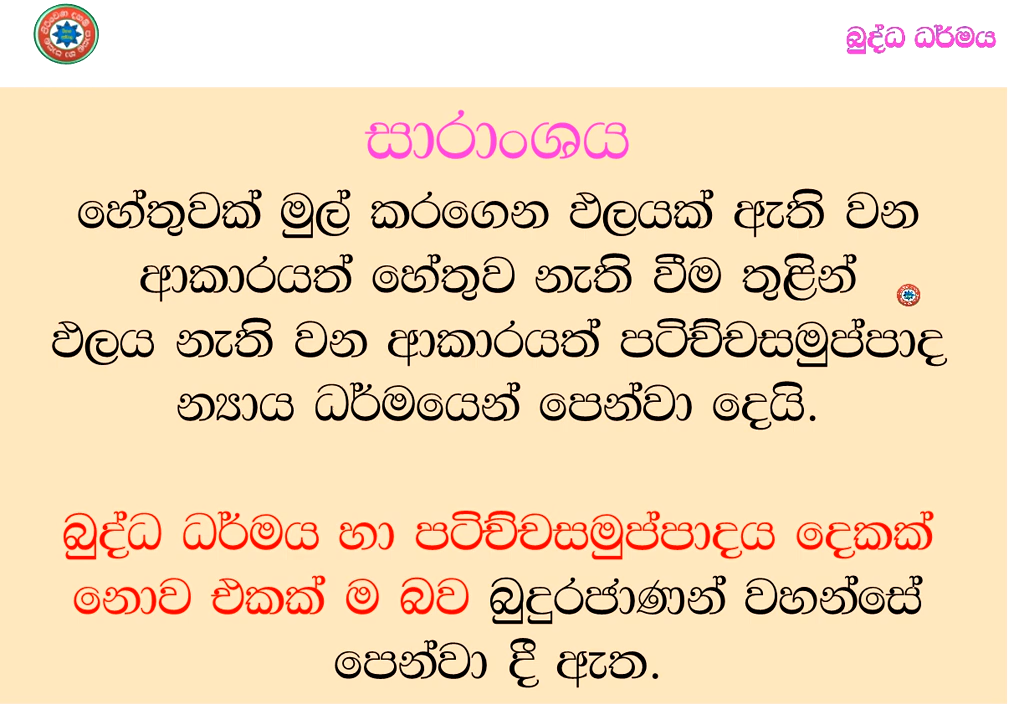 බුද්ධ ධර්මය
සාරාංශය
හේතුවක් මුල් කරගෙන ඵලයක් ඇති වන
ආකාරයත් හේතුව නැති වීම තුළින්
ඵලය නැති වන ආකාරයත් පටිච්චසමුප්පාද
න්‍යාය ධර්මයෙන් පෙන්වා දෙයි.
බුද්ධ ධර්මය හා පටිච්චසමුප්පාදය දෙකක්
නොව එකක් ම බව බුදුරජාණන් වහන්සේ
පෙන්වා දී ඇත.